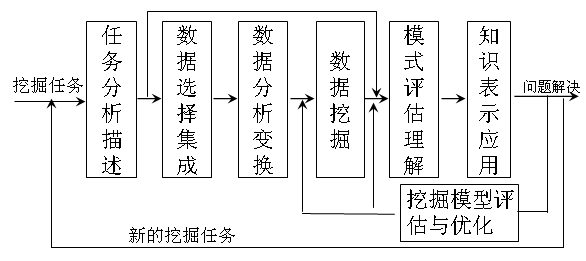 挖掘任务
任务分析描述
数据选择集成
数据分析变换
数据挖掘
模式评估理解
知识表示应用
问题解决
挖掘模型评
估与优化
新的挖掘任务